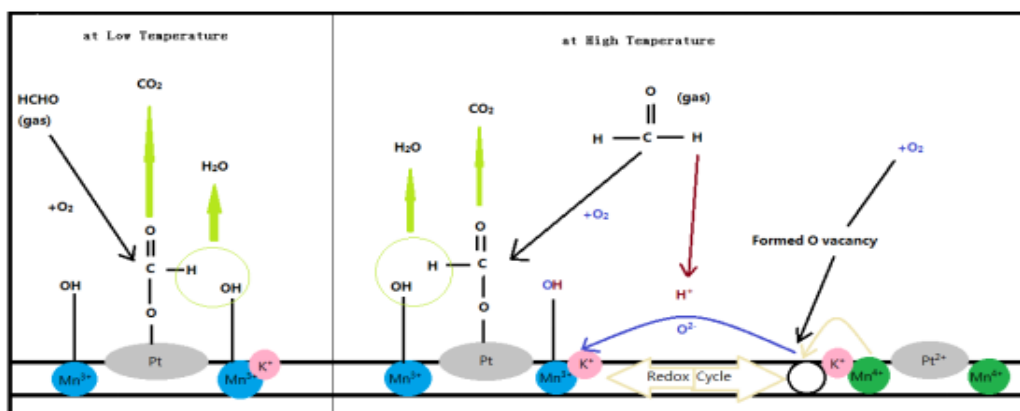 at Low Temperature
HCHO
(gas)
CO₂
H₂O
+O₂
O
C
H
O
OH
OH
Pt
Mn³⁺
Mn³⁺
K⁺
at High Temperature
H₂O
CO₂
O
(gas)
H
C
H
+O₂
+O₂
O
H
C
O
OH
OH
Formed O vacancy
H⁺
O²⁻
Mn³⁺
Pt
Mn³⁺
K⁺
Redox Cycle
K⁺
Mn⁴⁺
Pt²⁺
Mn⁴⁺